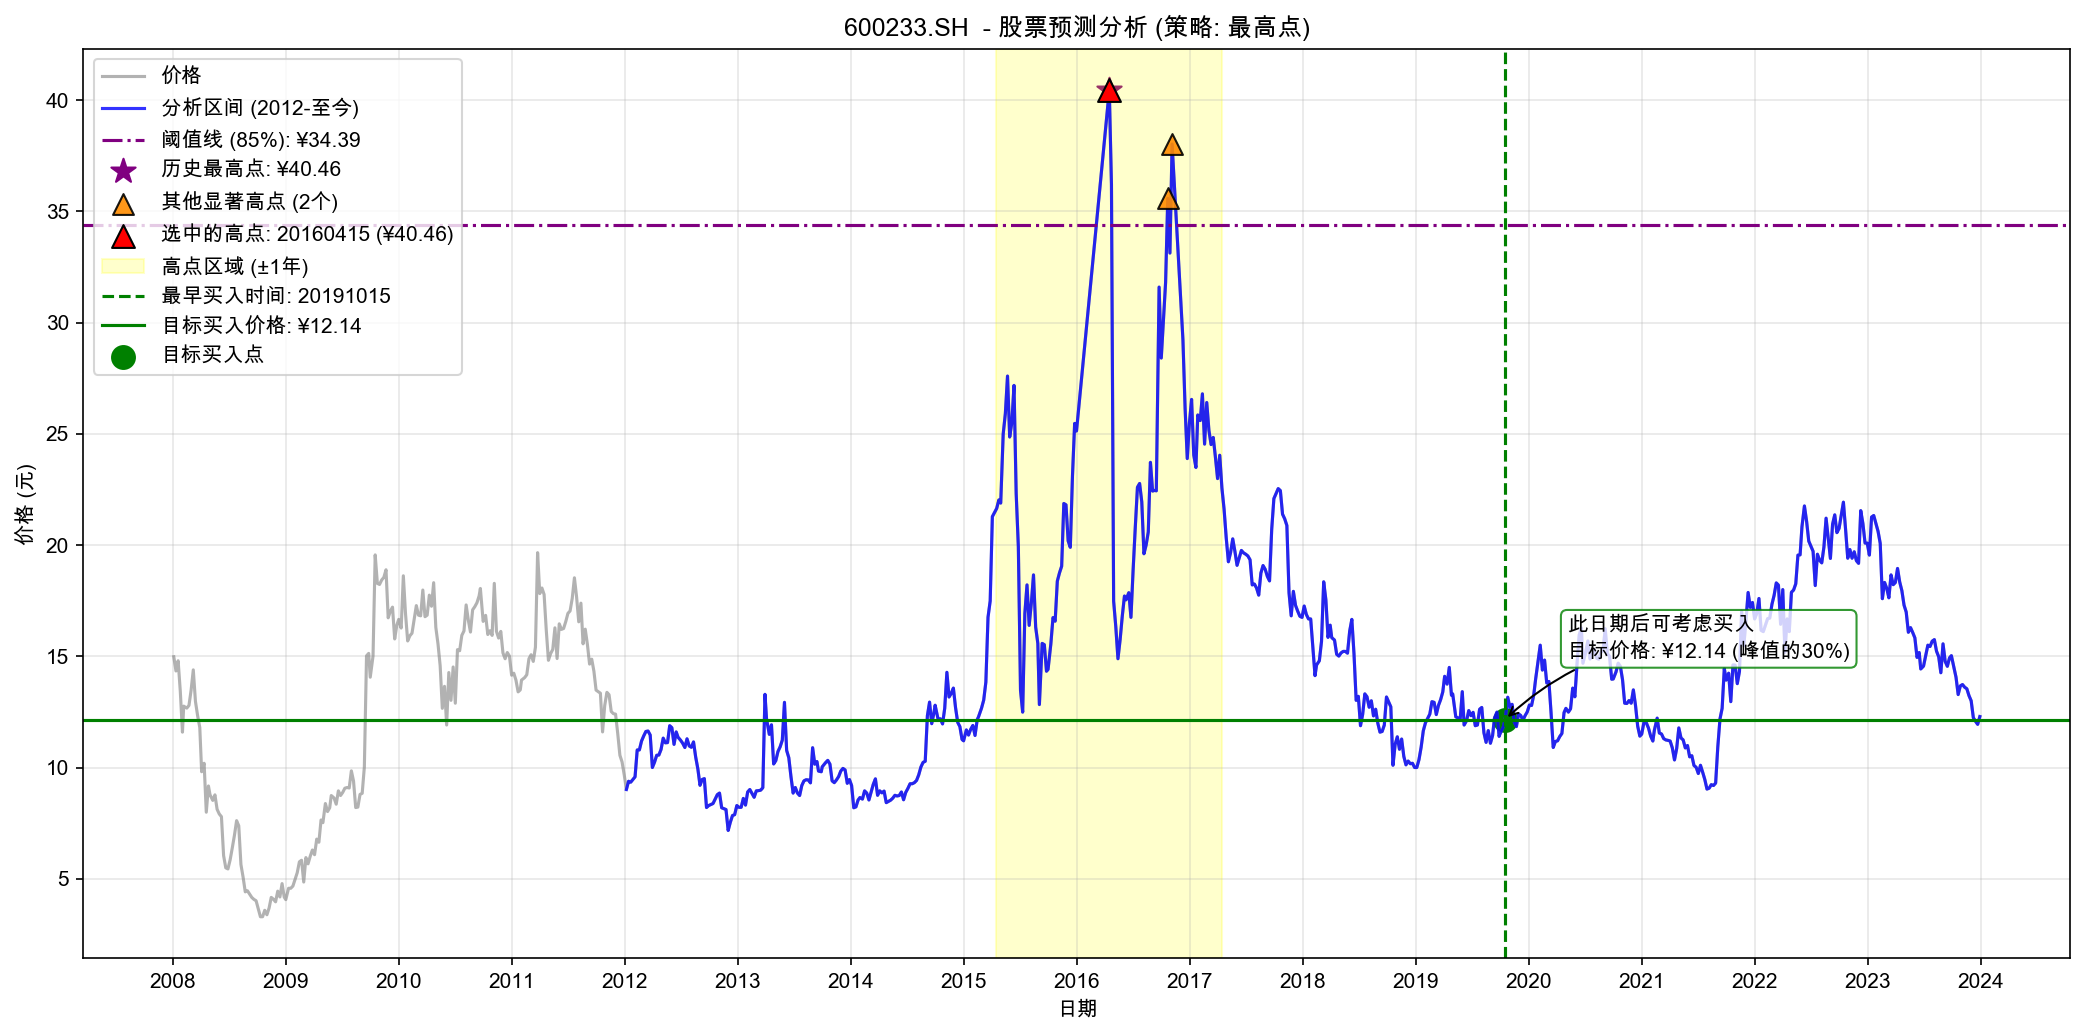 600233.SH - 股票预测分析 (策略: 最高点)
价格
分析区间 (2012-至今)
阈值线 (85%): ¥34.39
历史最高点: ¥40.46
其他显著高点 (2个)
选中的高点: 20160415 (¥40.46)
高点区域 (±1年)
最早买入时间: 20191015
目标买入价格: ¥12.14
目标买入点
价格 (元)
40
35
30
25
20
15
10
5
此日期后可考虑买入
目标价格: ¥12.14 (峰值的30%)
2008 2009 2010 2011 2012 2013 2014 2015 2016 2017 2018 2019 2020 2021 2022 2023 2024
日期